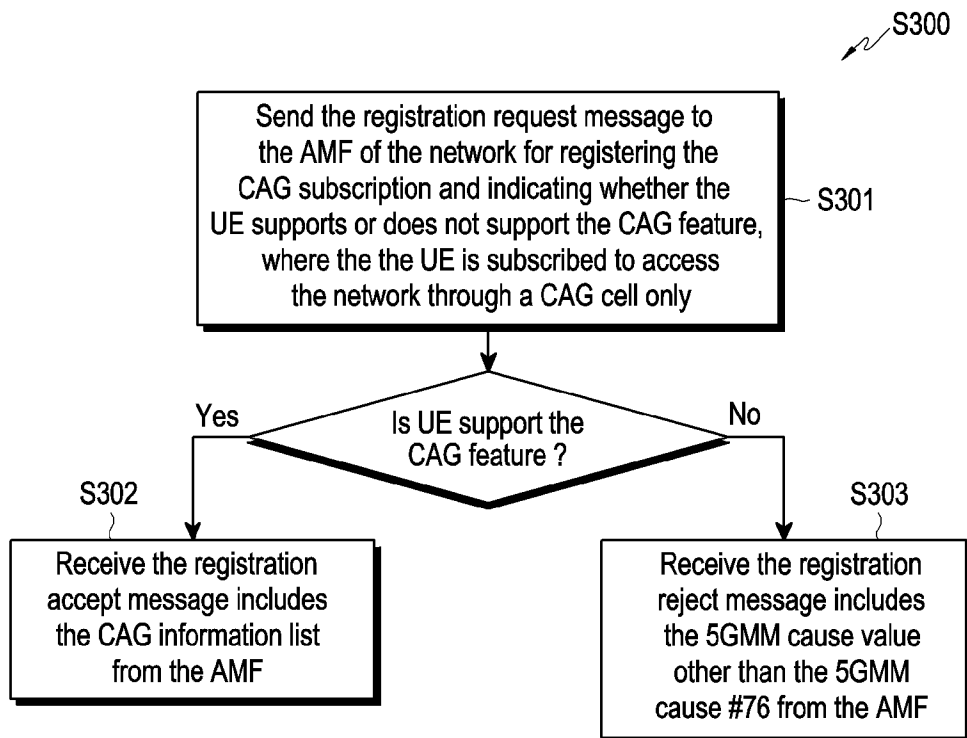 S300
Send the registration request message to
the AMF of the network for registering the
CAG subscription and indicating whether the
UE supports or does not support the CAG feature,
where the the UE is subscribed to access
the network through a CAG cell only
S301
Yes
Is UE support the
CAG feature ?
No
S302
Receive the registration
accept message includes
the CAG information list
from the AMF
S303
Receive the registration
reject message includes
the 5GMM cause value
other than the 5GMM
cause #76 from the AMF